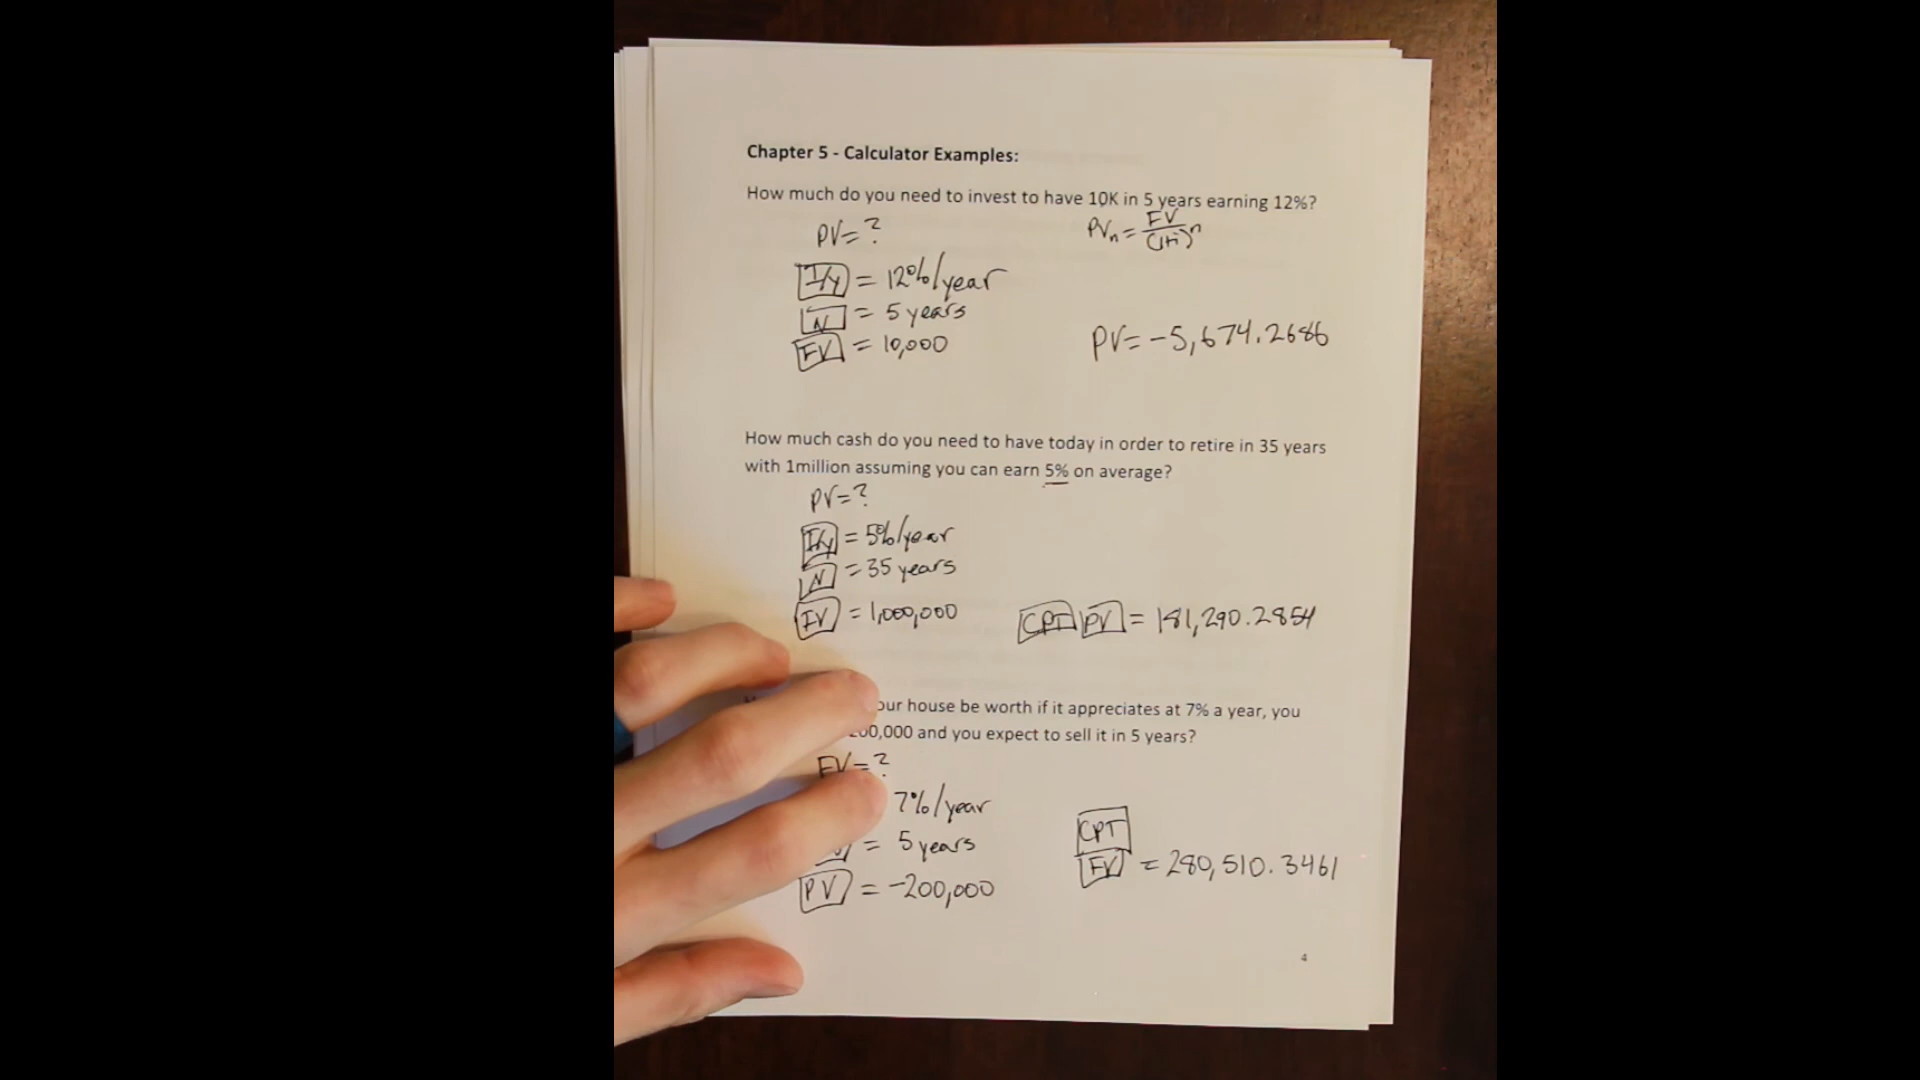 Chapter 5 - Calculator Examples:
How much do you need to invest to have 10K in 5 years earning 12%?
PV=?
PVn = FV/(1+i)^n
I/Y = 12%/year
N = 5 years
FV = 10,000
PV= -5,674.2686
How much cash do you need to have today in order to retire in 35 years
with 1million assuming you can earn 5% on average?
PV=?
I/Y = 5%/year
N = 35 years
FV = 1,000,000
CPT PV = 181,290.2854
our house be worth if it appreciates at 7% a year, you
200,000 and you expect to sell it in 5 years?
FV=?
7%/year
= 5 years
PV = -200,000
CPT
FV = 280,510.3461
4